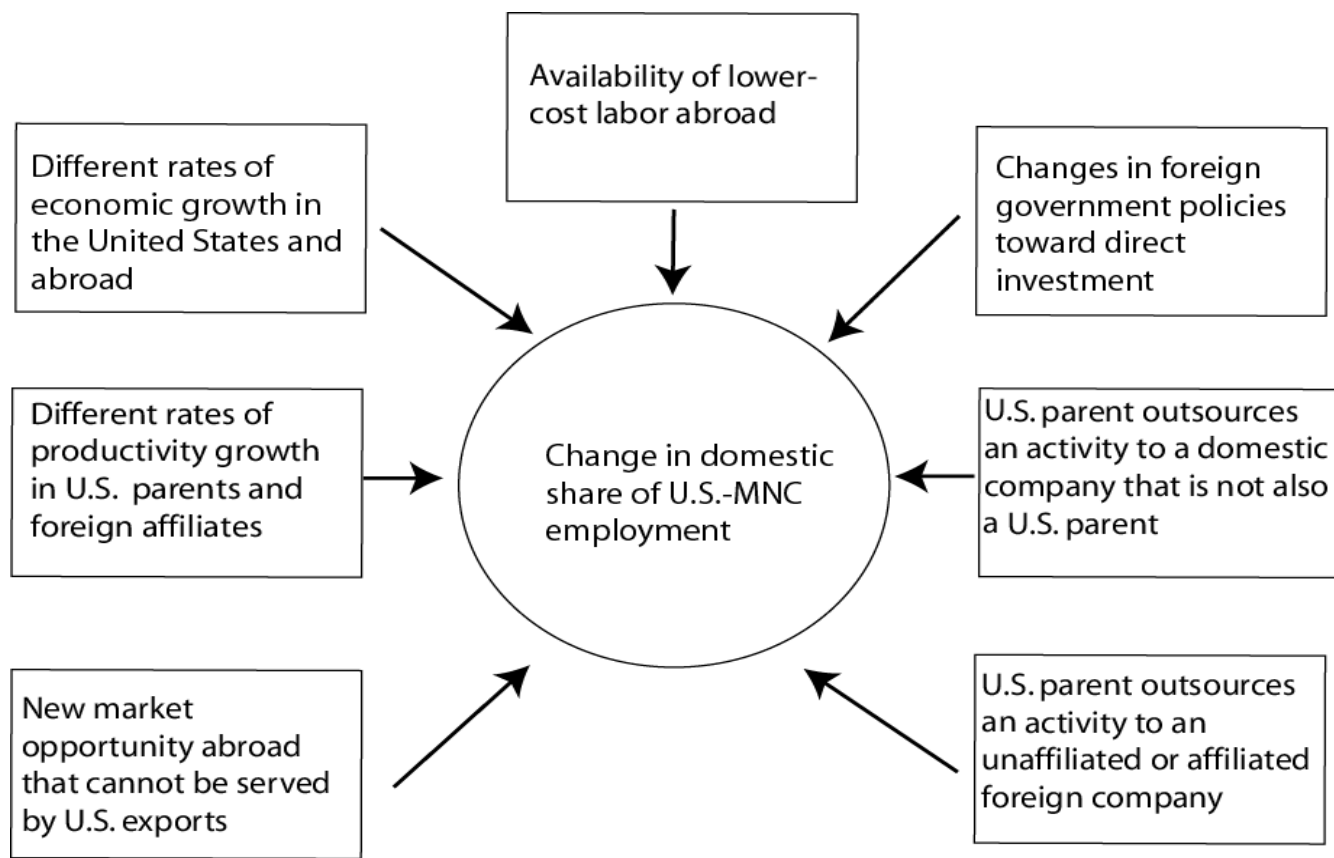 Availability of lower-
cost labor abroad
Different rates of
economic growth in
the United States and
abroad
Changes in foreign
government policies
toward direct
investment
Different rates of
productivity growth
in U.S. parents and
foreign affiliates
Change in domestic
share of U.S.-MNC
employment
U.S. parent outsources
an activity to a domestic
company that is not also
a U.S. parent
New market
opportunity abroad
that cannot be served
by U.S. exports
U.S. parent outsources
an activity to an
unaffiliated or affiliated
foreign company